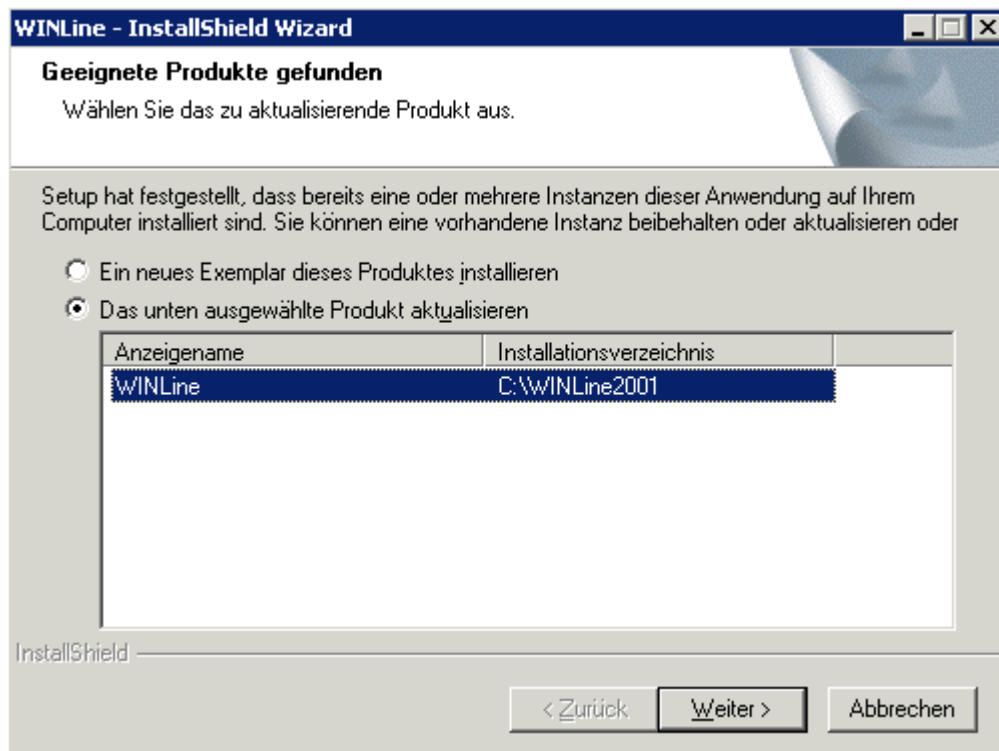 WINLine - InstallShield Wizard
Geeignete Produkte gefunden
Wählen Sie das zu aktualisierende Produkt aus.
Setup hat festgestellt, dass bereits eine oder mehrere Instanzen dieser Anwendung auf Ihrem
Computer installiert sind. Sie können eine vorhandene Instanz beibehalten oder aktualisieren oder
Ein neues Exemplar dieses Produktes installieren
Das unten ausgewählte Produkt aktualisieren
Anzeigename Installationsverzeichnis
WINLine C:\WINLine2001
InstallShield
< Zurück Weiter > Abbrechen